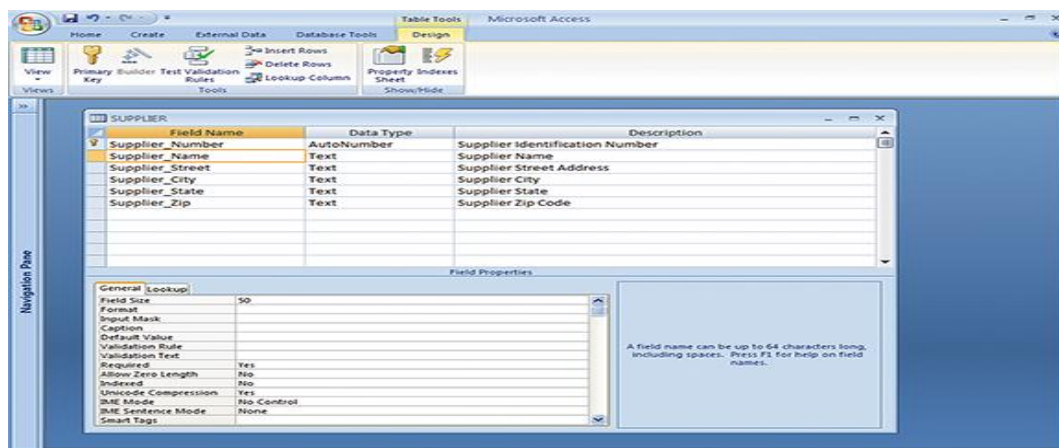 Table Tools Microsoft Access
Home Create External Data Database Tools Design
View Primary Key Builder Test Validation Rules Insert Rows Delete Rows Lookup Column Property Sheet Indexes
Views Tools Show/Hide
SUPPLIER
Field Name Data Type Description
Supplier_Number AutoNumber Supplier Identification Number
Supplier_Name Text Supplier Name
Supplier_Street Text Supplier Street Address
Supplier_City Text Supplier City
Supplier_State Text Supplier State
Supplier_Zip Text Supplier Zip Code
Navigation Pane
Field Properties
General Lookup
Field Size 50
Format
Input Mask
Caption
Default Value
Validation Rule
Validation Text
Required Yes
Allow Zero Length No
Indexed No
Unicode Compression Yes
IME Mode No Control
IME Sentence Mode None
Smart Tags
A field name can be up to 64 characters long,
including spaces. Press F1 for help on field
names.